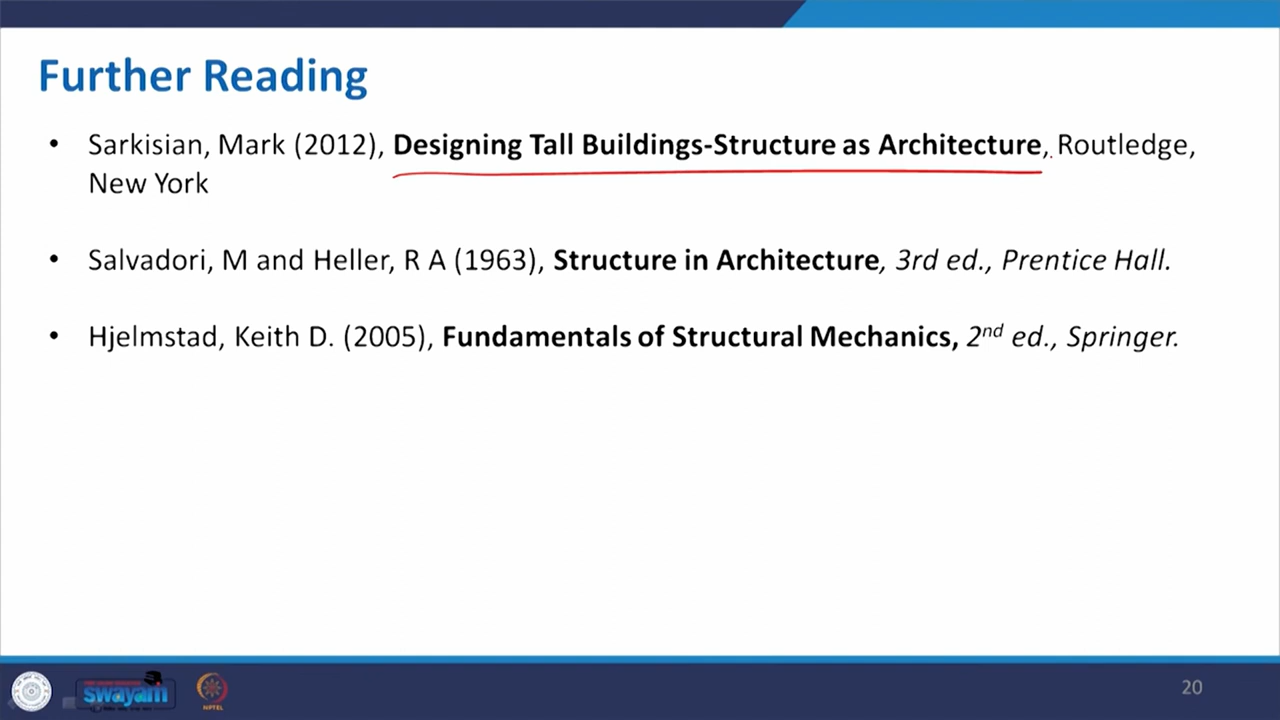 Further Reading
• Sarkisian, Mark (2012), Designing Tall Buildings-Structure as Architecture, Routledge,
New York
• Salvadori, M and Heller, R A (1963), Structure in Architecture, 3rd ed., Prentice Hall.
• Hjelmstad, Keith D. (2005), Fundamentals of Structural Mechanics, 2nd ed., Springer.
swayam
NPTEL
20